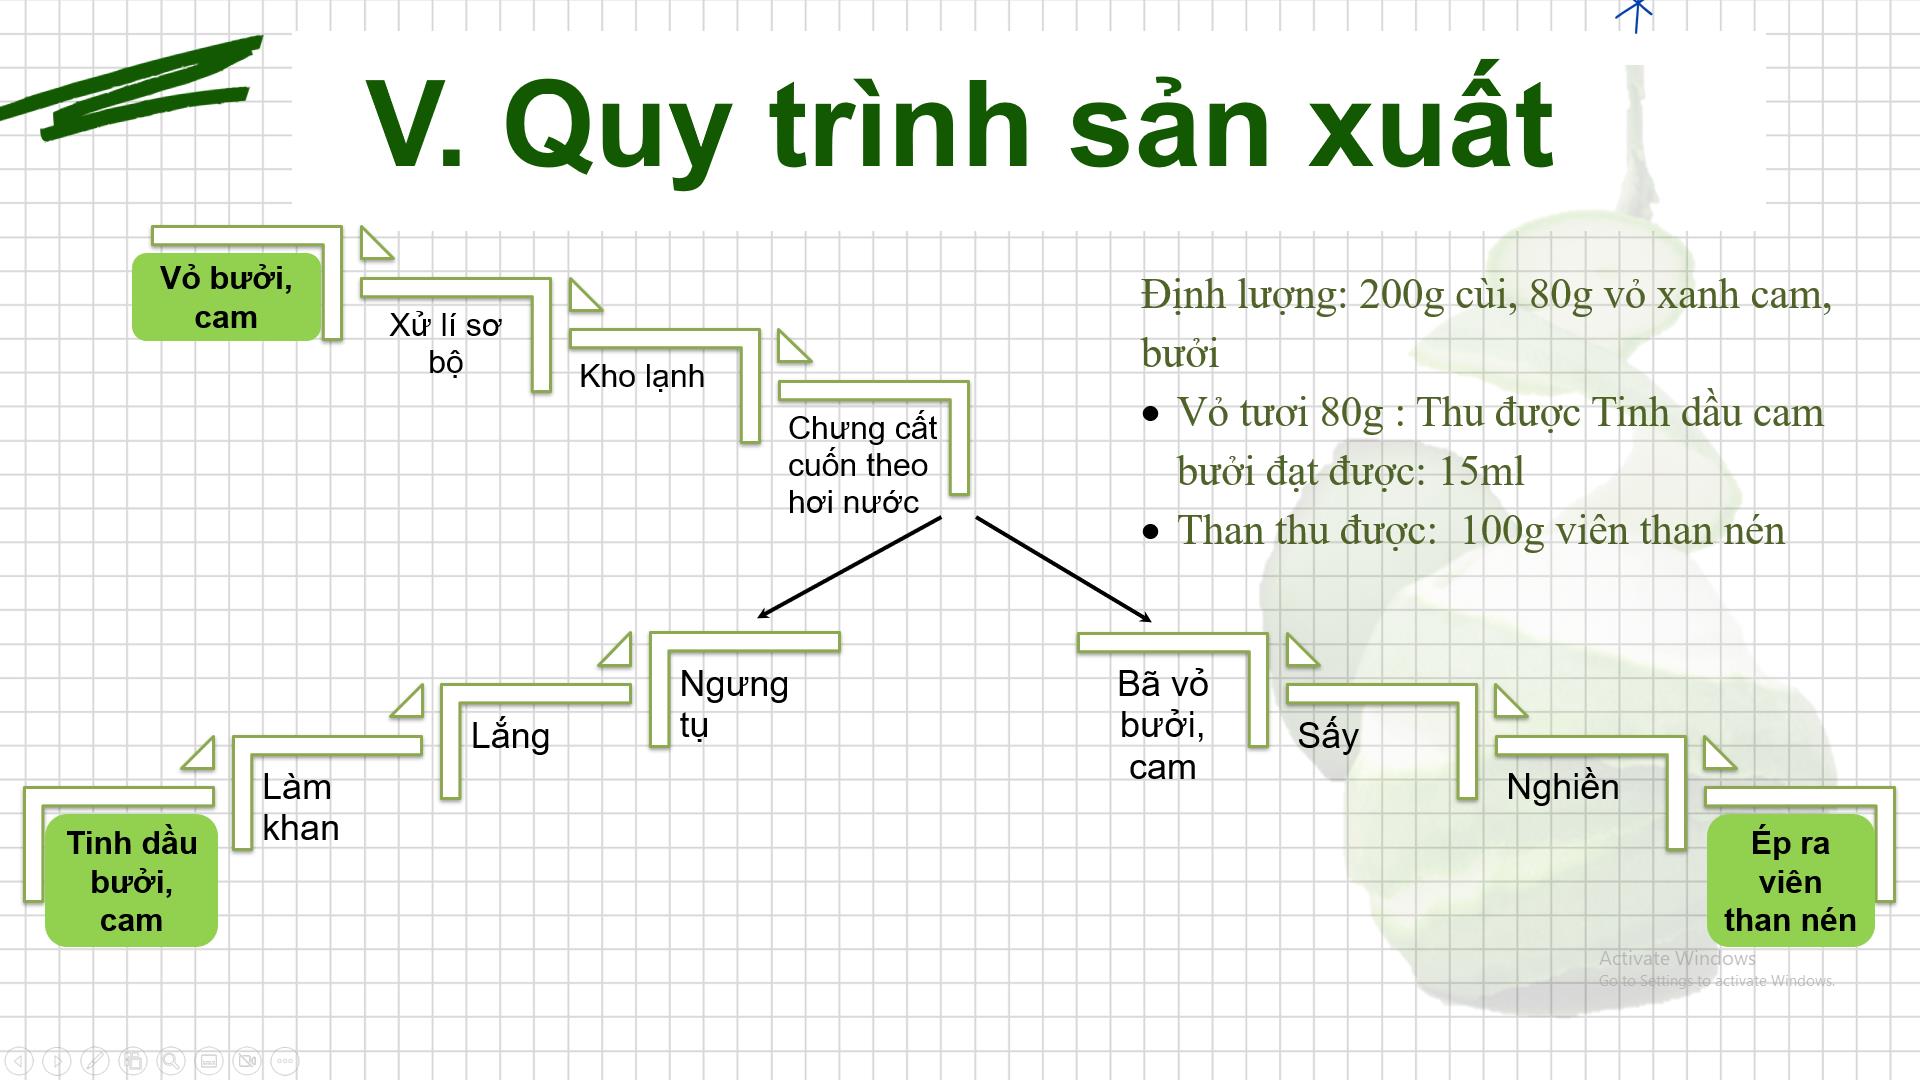 V. Quy trình sản xuất
Vỏ bưởi,
cam
Xử lí sơ
bộ
Kho lạnh
Chưng cất
cuốn theo
hơi nước
Định lượng: 200g cùi, 80g vỏ xanh cam,
bưởi
• Vỏ tươi 80g : Thu được Tinh dầu cam
bưởi đạt được: 15ml
• Than thu được:  100g viên than nén
Ngưng
tụ
Lắng
Làm
khan
Tinh dầu
bưởi,
cam
Bã vỏ
bưởi,
cam
Sấy
Nghiền
Ép ra
viên
than nén
Activate Windows
Go to Settings to activate Windows.